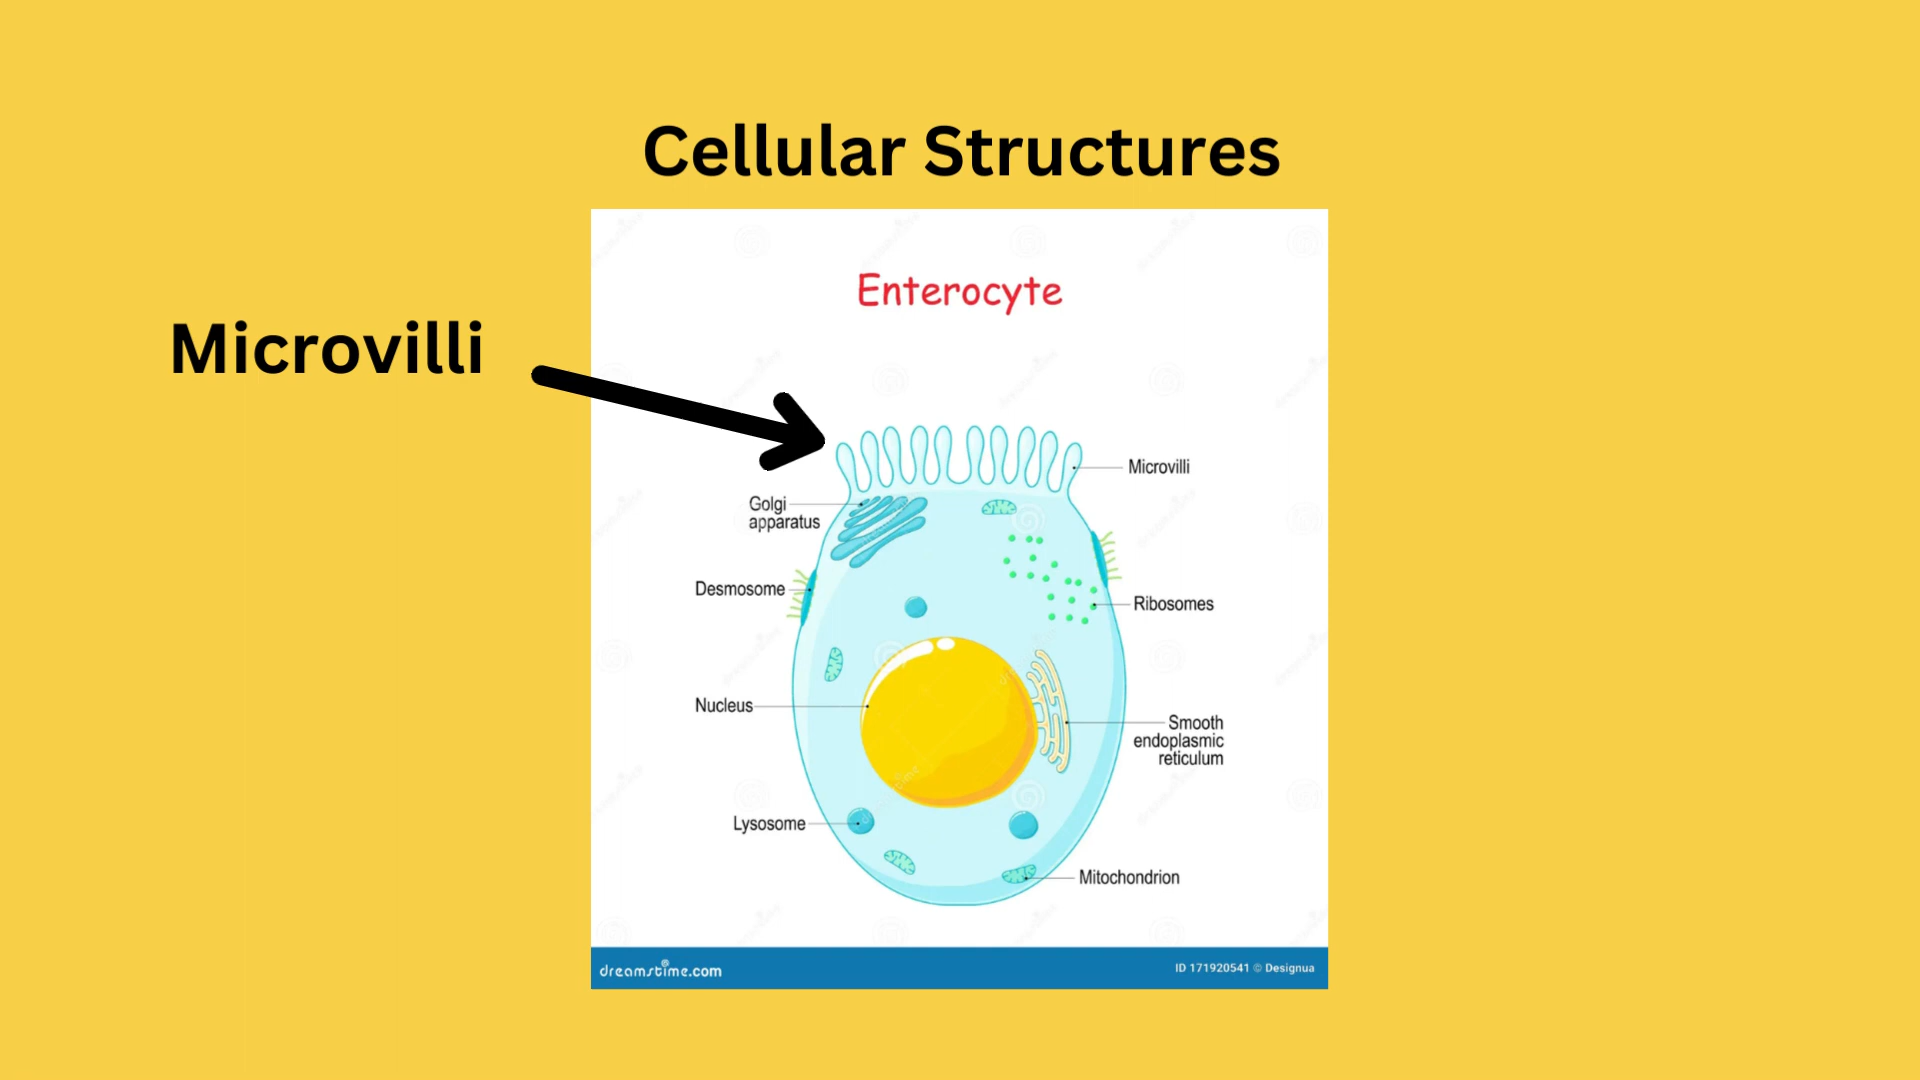 Cellular Structures
Enterocyte
Microvilli
Microvilli
Golgi
apparatus
Desmosome
Ribosomes
Nucleus
Smooth
endoplasmic
reticulum
Lysosome
Mitochondrion
dreamstime.com
ID 171920541 © Designua